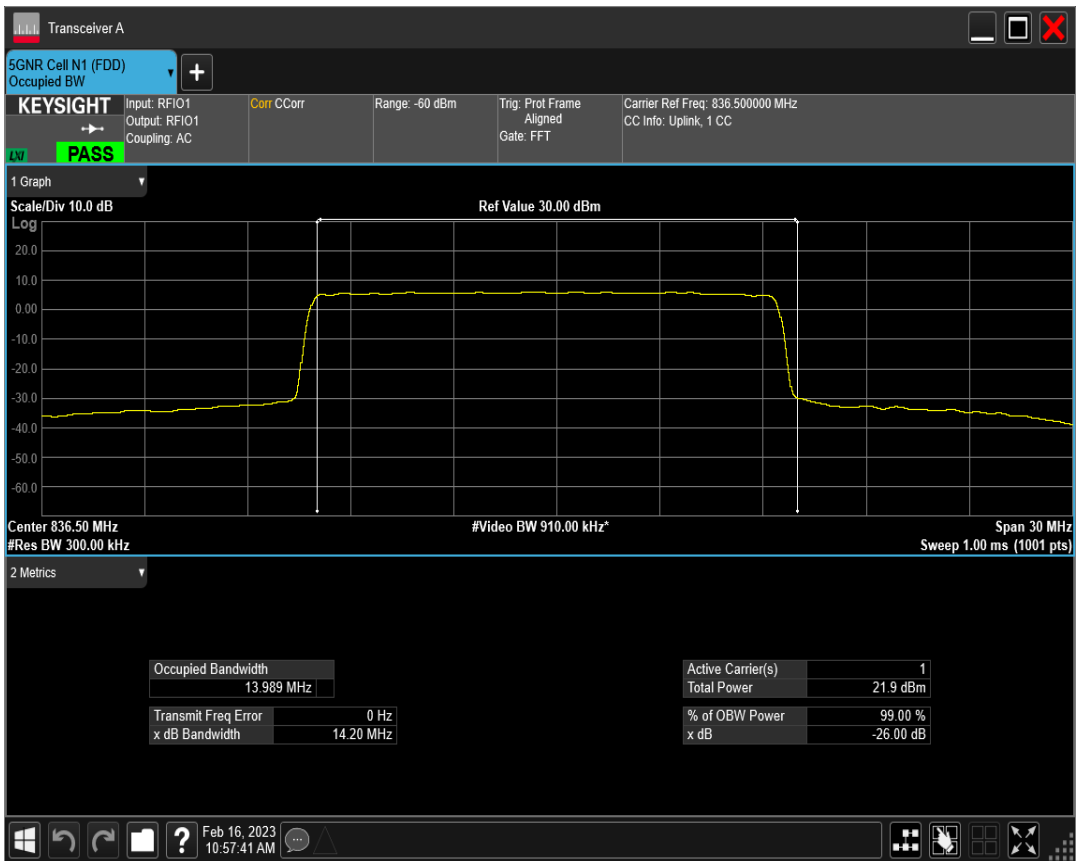 Transceiver A
5GNR Cell N1 (FDD)
Occupied BW
KEYSIGHT
LXI
PASS
Input: RFIO1
Output: RFIO1
Coupling: AC
Corr CCorr
Range: -60 dBm
Trig: Prot Frame
Aligned
Gate: FFT
Carrier Ref Freq: 836.500000 MHz
CC Info: Uplink, 1 CC
1 Graph
Scale/Div 10.0 dB
Ref Value 30.00 dBm
Log
20.0
10.0
0.00
-10.0
-20.0
-30.0
-40.0
-50.0
-60.0
Center 836.50 MHz
#Video BW 910.00 kHz*
Span 30 MHz
#Res BW 300.00 kHz
Sweep 1.00 ms (1001 pts)
2 Metrics
Occupied Bandwidth
13.989 MHz
Transmit Freq Error 0 Hz
x dB Bandwidth 14.20 MHz
Active Carrier(s) 1
Total Power 21.9 dBm
% of OBW Power 99.00 %
x dB -26.00 dB
Feb 16, 2023
10:57:41 AM